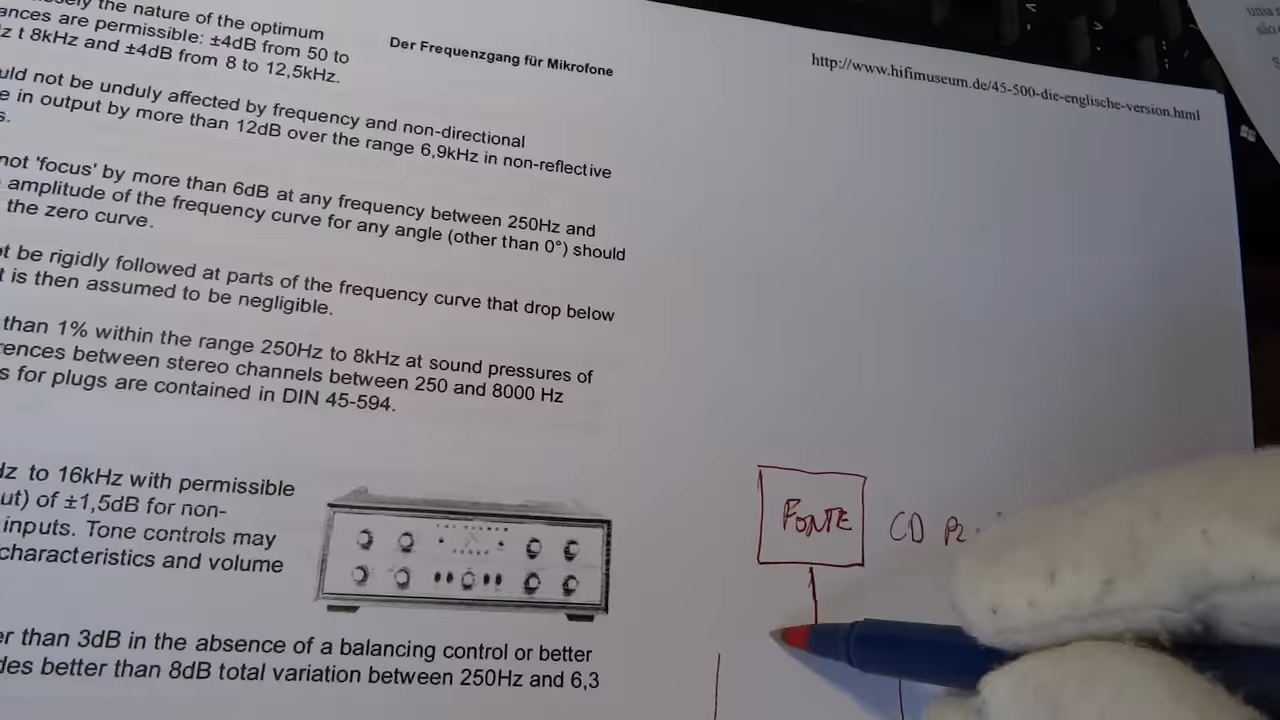 the nature of the optimum
ances are permissible: ±4dB from 50 to
z t 8kHz and ±4dB from 8 to 12,5kHz.
Der Frequenzgang für Mikrofone
http://www.hifimuseum.de/45-500-die-englische-version.html
uld not be unduly affected by frequency and non-directional
e in output by more than 12dB over the range 6,9kHz in non-reflective
s.
not 'focus' by more than 6dB at any frequency between 250Hz and
amplitude of the frequency curve for any angle (other than 0°) should
the zero curve.
t be rigidly followed at parts of the frequency curve that drop below
t is then assumed to be negligible.
than 1% within the range 250Hz to 8kHz at sound pressures of
rences between stereo channels between 250 and 8000 Hz
s for plugs are contained in DIN 45-594.
Hz to 16kHz with permissible
ut) of ±1,5dB for non-
inputs. Tone controls may
characteristics and volume
er than 3dB in the absence of a balancing control or better
des better than 8dB total variation between 250Hz and 6,3
FONTE
CD